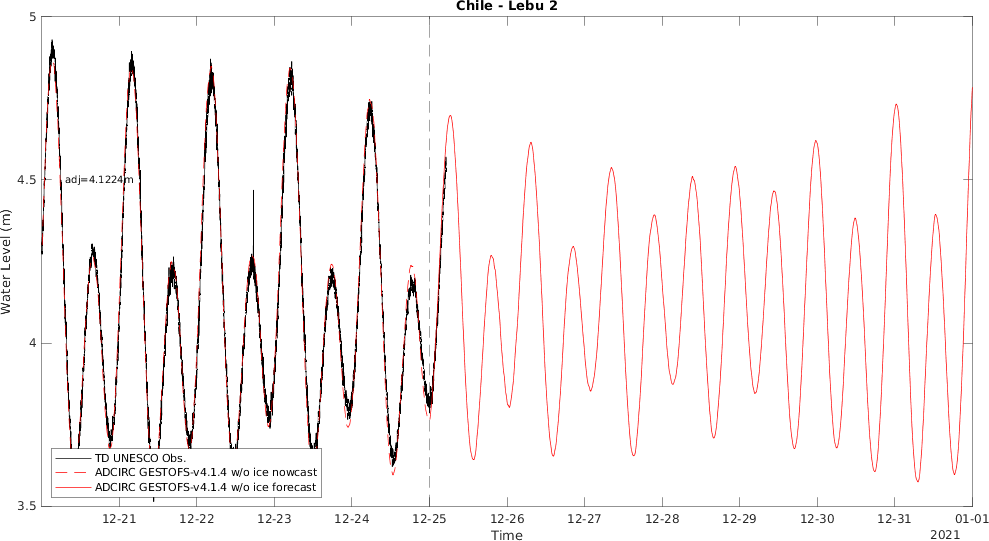 Chile - Lebu 2
5
4.5
4
3.5
Water Level (m)
adj=4.1224m
TD UNESCO Obs.
ADCIRC GESTOFS-v4.1.4 w/o ice nowcast
ADCIRC GESTOFS-v4.1.4 w/o ice forecast
12-21 12-22 12-23 12-24 12-25 12-26 12-27 12-28 12-29 12-30 12-31 01-01
Time
2021